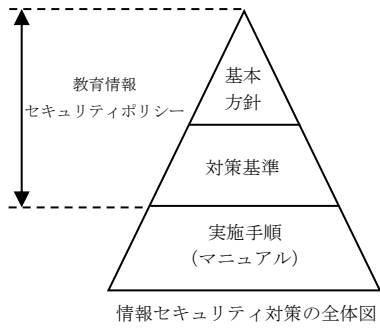 教育情報
セキュリティポリシー
基本
方針
対策基準
実施手順
（マニュアル）
情報セキュリティ対策の全体図